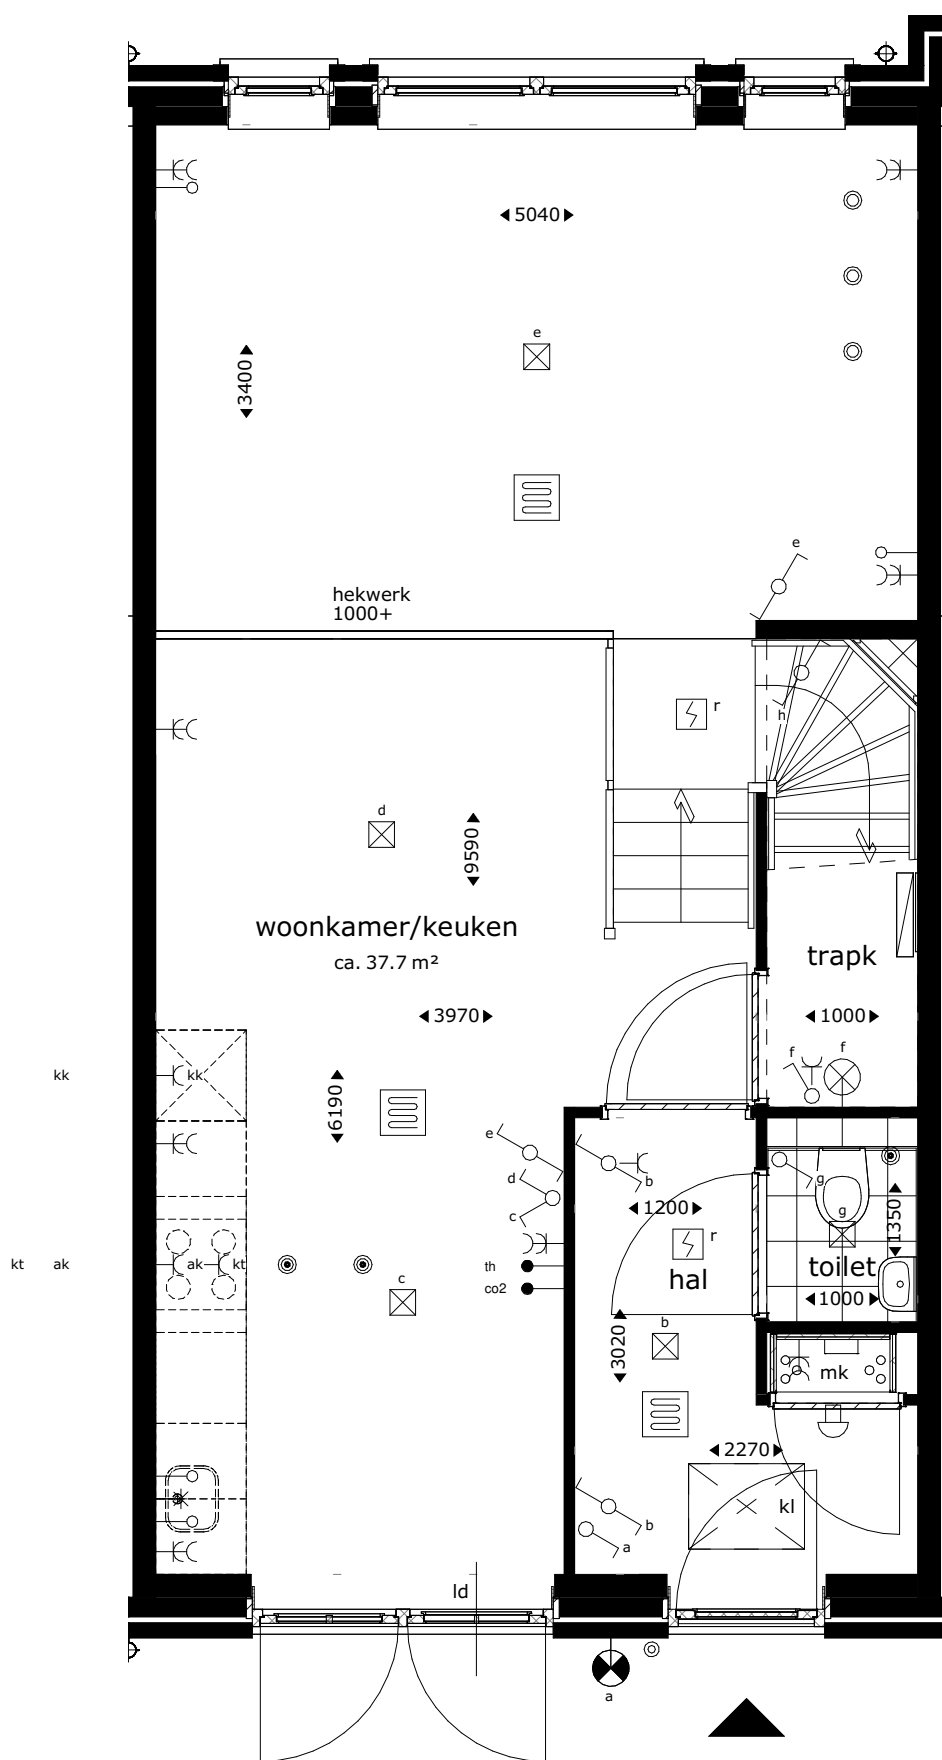 5040
e
3400
e
hekwerk
1000+
r
h
d
9590
woonkamer/keuken
ca. 37.7 m²
trapk
3970
1000
f
f
kk
kk
6190
e
d
c
b
1200
g
g
1350
r
hal
toilet
1000
kt
ak
ak
kt
th
co2
c
b
3020
mk
2270
kl
b
a
ld
a